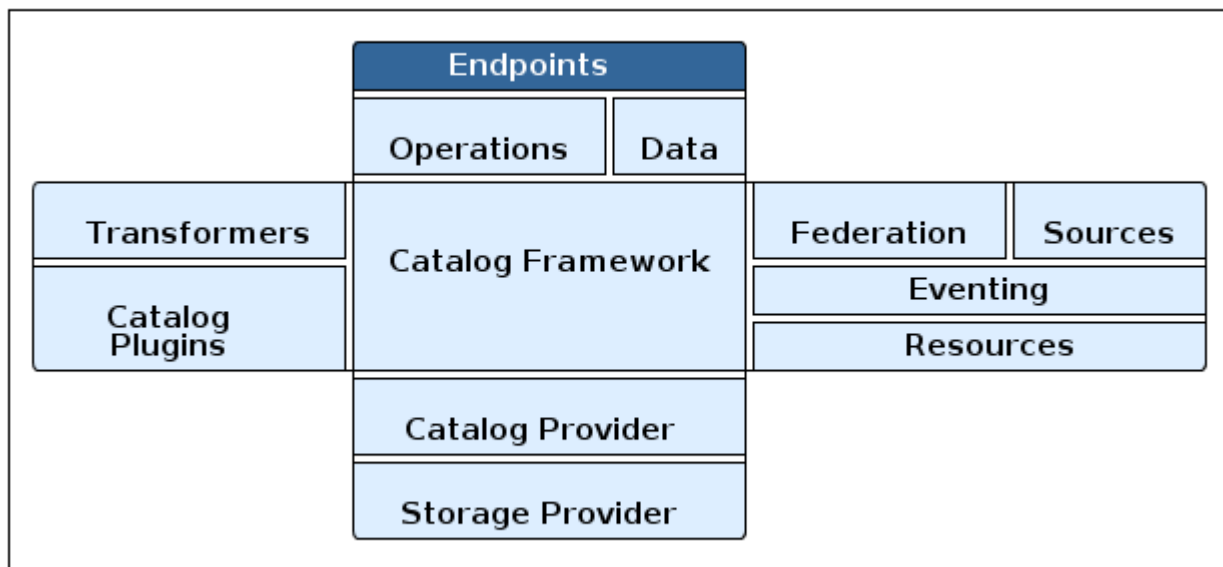 Endpoints
Operations
Data
Transformers
Catalog Framework
Federation
Sources
Catalog
Plugins
Eventing
Resources
Catalog Provider
Storage Provider